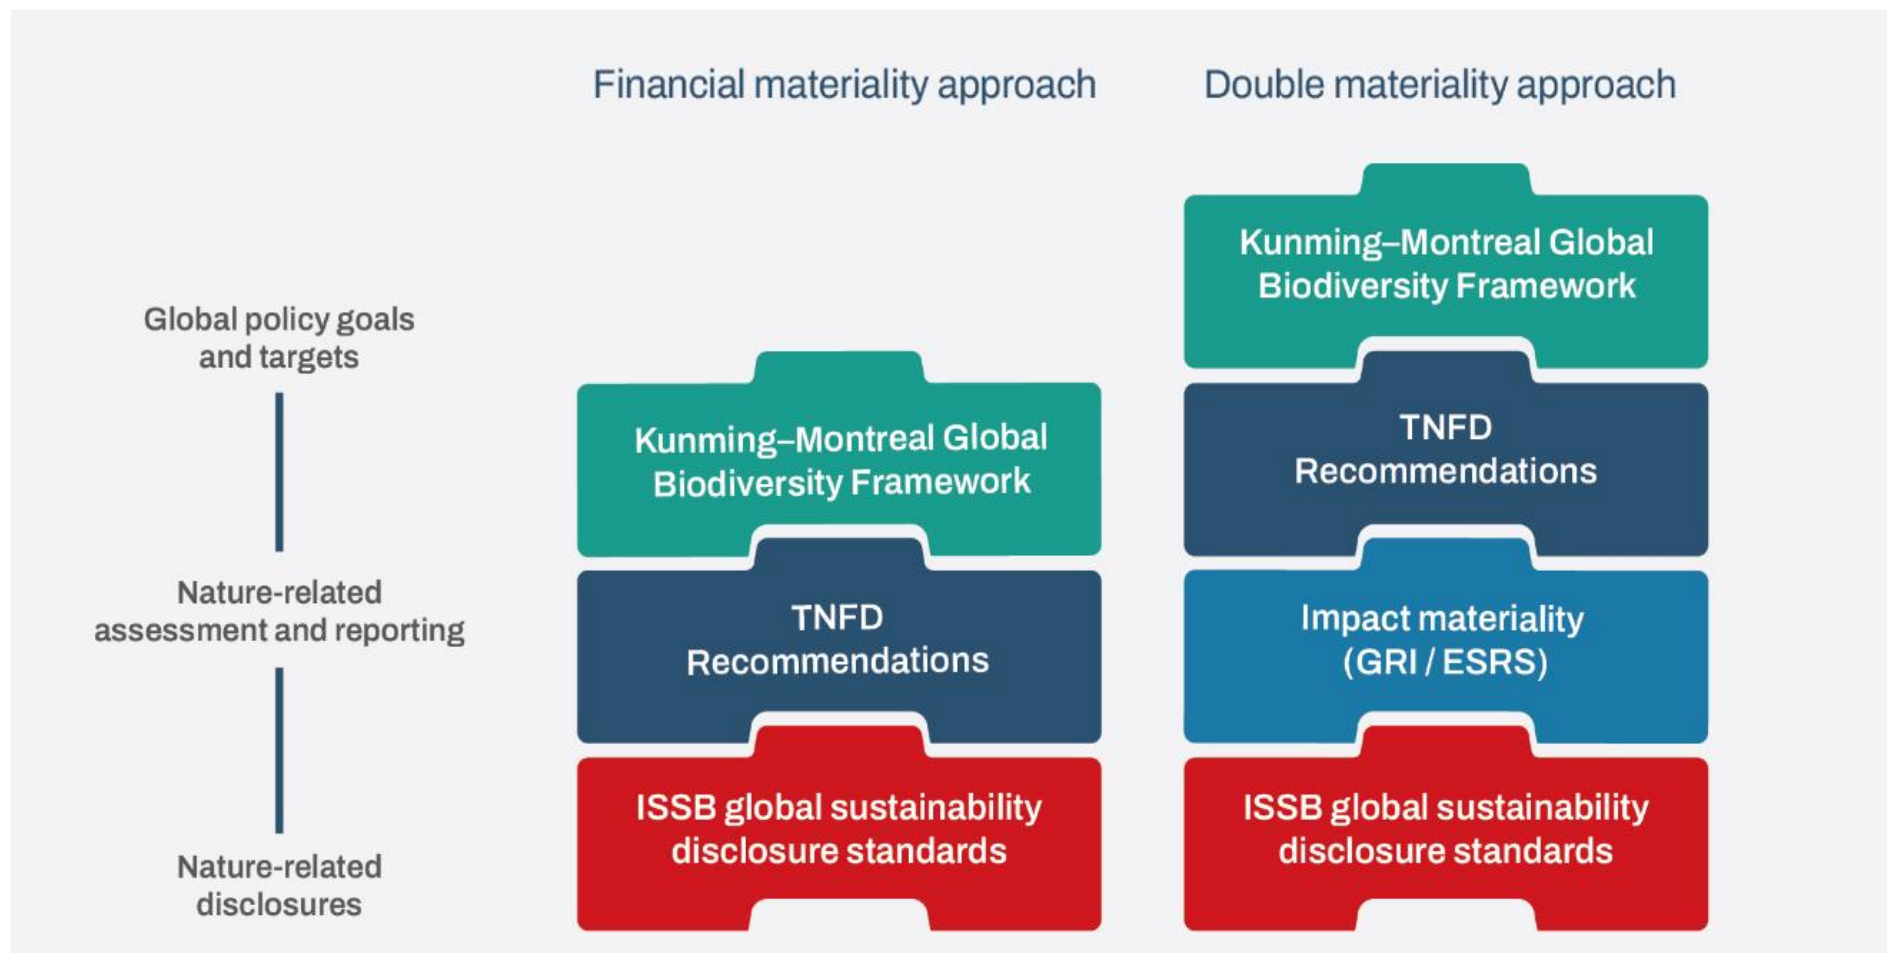 Financial materiality approach
Double materiality approach
Global policy goals
and targets
Nature-related
assessment and reporting
Nature-related
disclosures
Kunming–Montreal Global
Biodiversity Framework
TNFD
Recommendations
ISSB global sustainability
disclosure standards
Kunming–Montreal Global
Biodiversity Framework
TNFD
Recommendations
Impact materiality
(GRI / ESRS)
ISSB global sustainability
disclosure standards